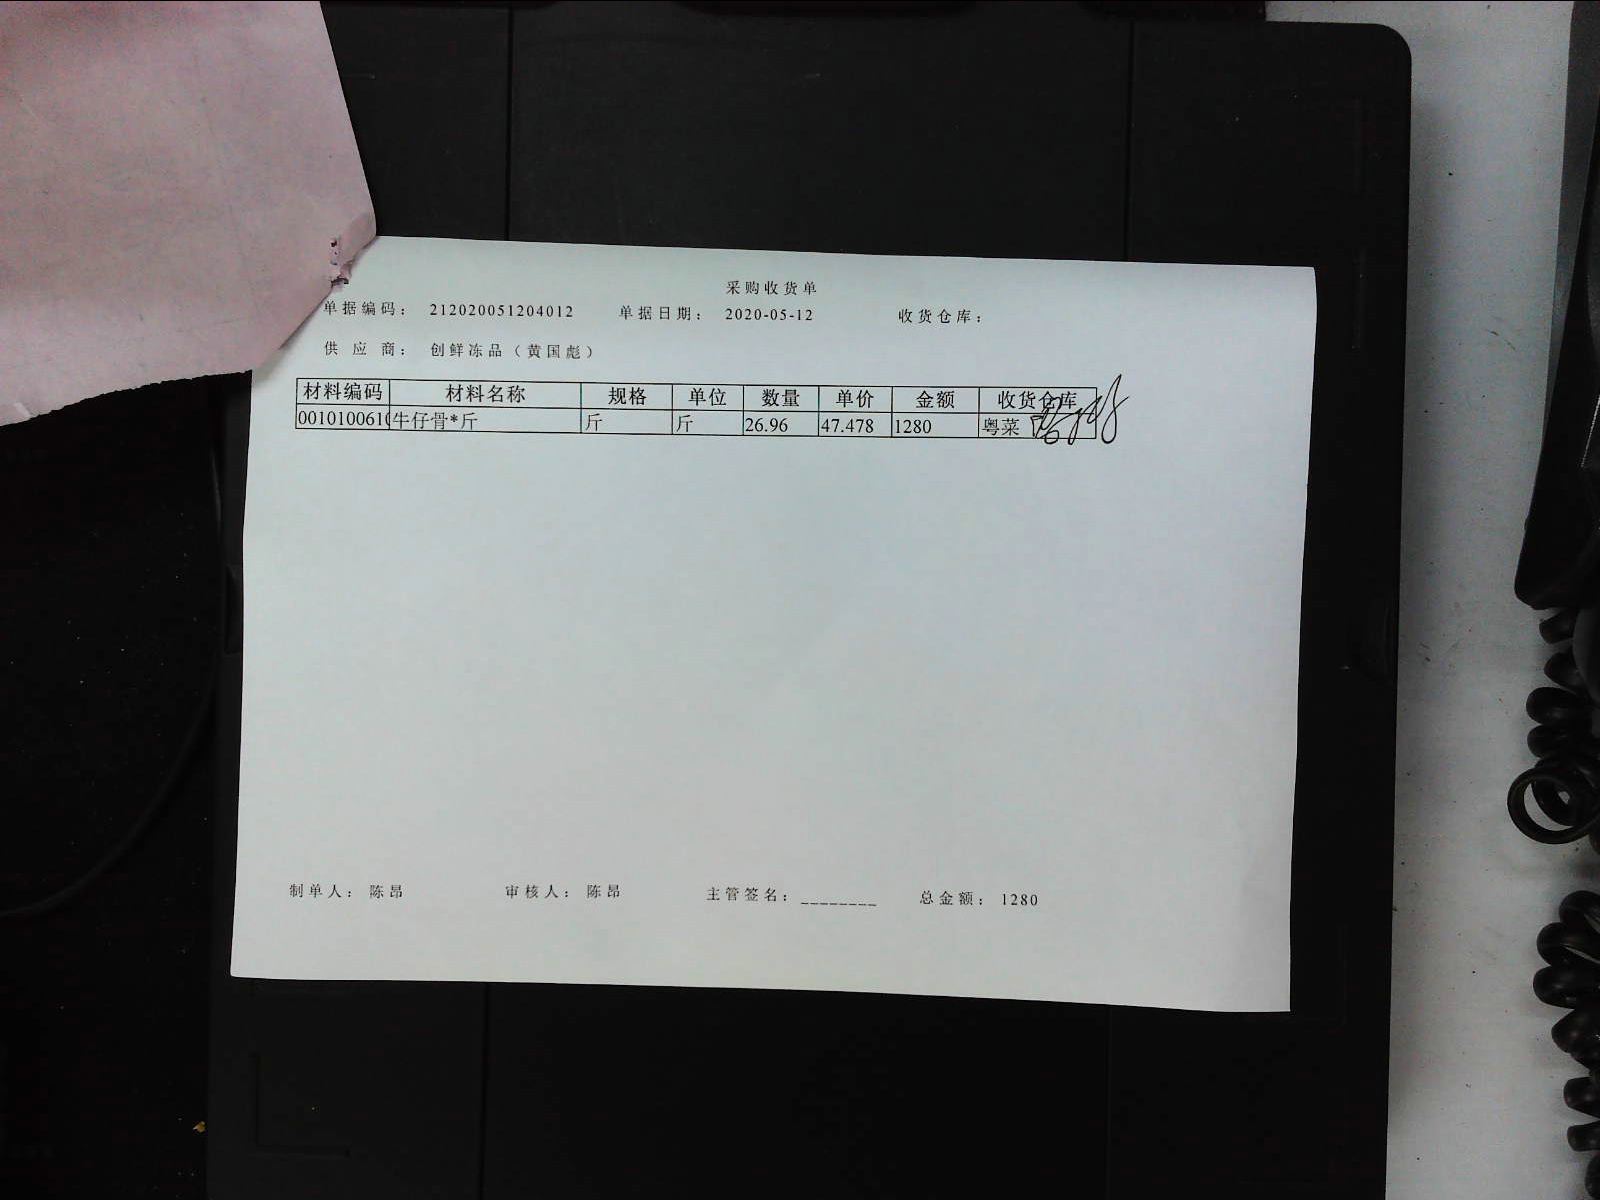 采购收货单
单据编码： 212020051204012 单据日期： 2020-05-12 收货仓库：
供应商： 创鲜冻品（黄国彪）
材料编码 材料名称 规格 单位 数量 单价 金额 收货仓库
001010061 牛仔骨*斤 斤 斤 26.96 47.478 1280 粤菜
制单人： 陈昂 审核人： 陈昂 主管签名：________ 总金额： 1280